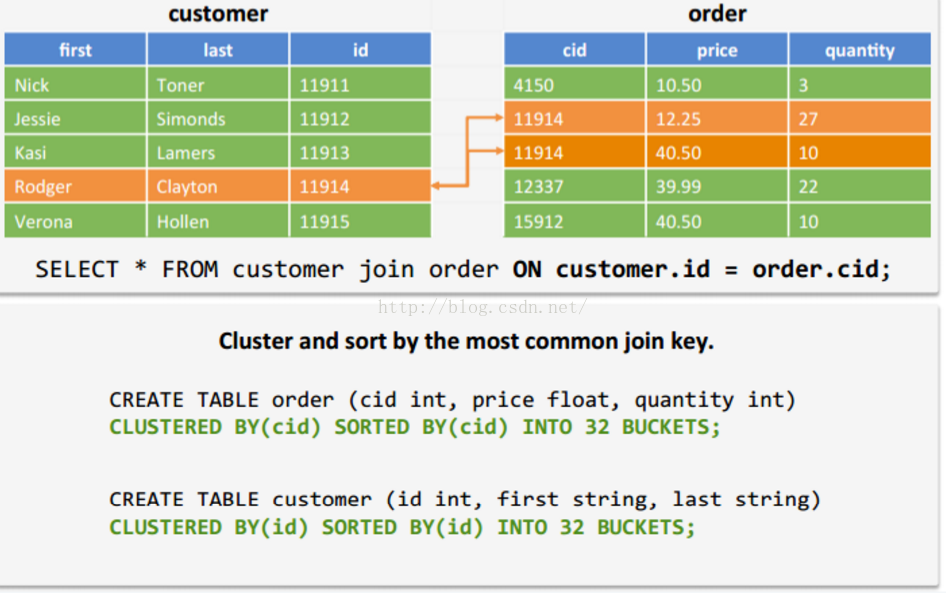 customer order
first last id cid price quantity
Nick Toner 11911 4150 10.50 3
Jessie Simonds 11912 11914 12.25 27
Kasi Lamers 11913 11914 40.50 10
Rodger Clayton 11914 12337 39.99 22
Verona Hollen 11915 15912 40.50 10
SELECT * FROM customer join order ON customer.id = order.cid;
http://blog.csdn.net/
Cluster and sort by the most common join key.
CREATE TABLE order (cid int, price float, quantity int)
CLUSTERED BY(cid) SORTED BY(cid) INTO 32 BUCKETS;
CREATE TABLE customer (id int, first string, last string)
CLUSTERED BY(id) SORTED BY(id) INTO 32 BUCKETS;